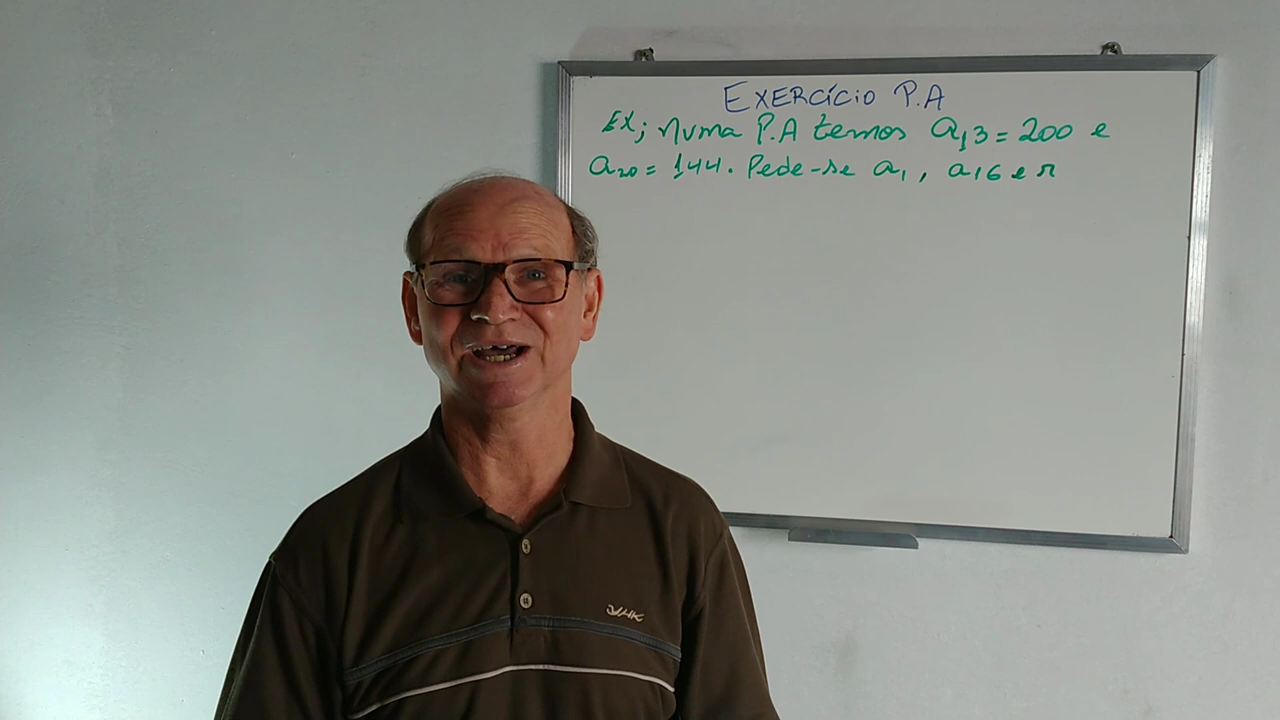 EXERCÍCIO P.A
EX; Numa P.A temos a13 = 200 e
a20 = 144. Pede-se a1, a16 e r